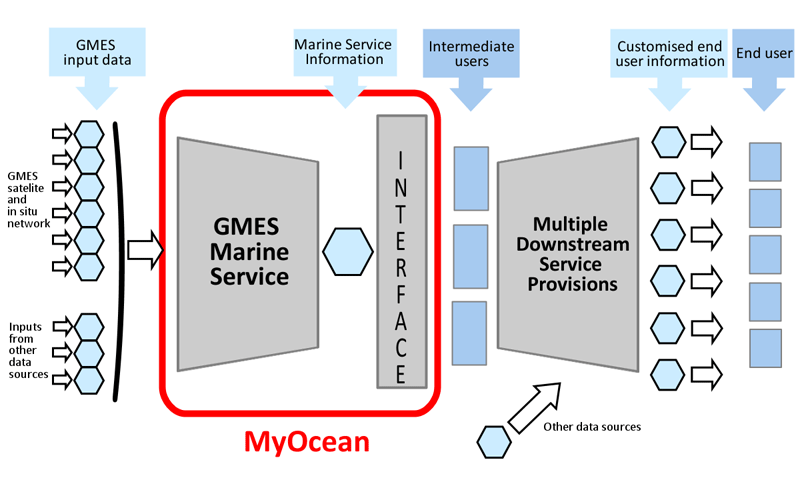 GMES
input data
Marine Service
Information
Intermediate
users
Customised end
user information
End user
GMES
satelite and
in situ
network
Inputs
from
other
data
sources
GMES
Marine
Service
INTERFACE
Multiple
Downstream
Service
Provisions
Other data sources
MyOcean